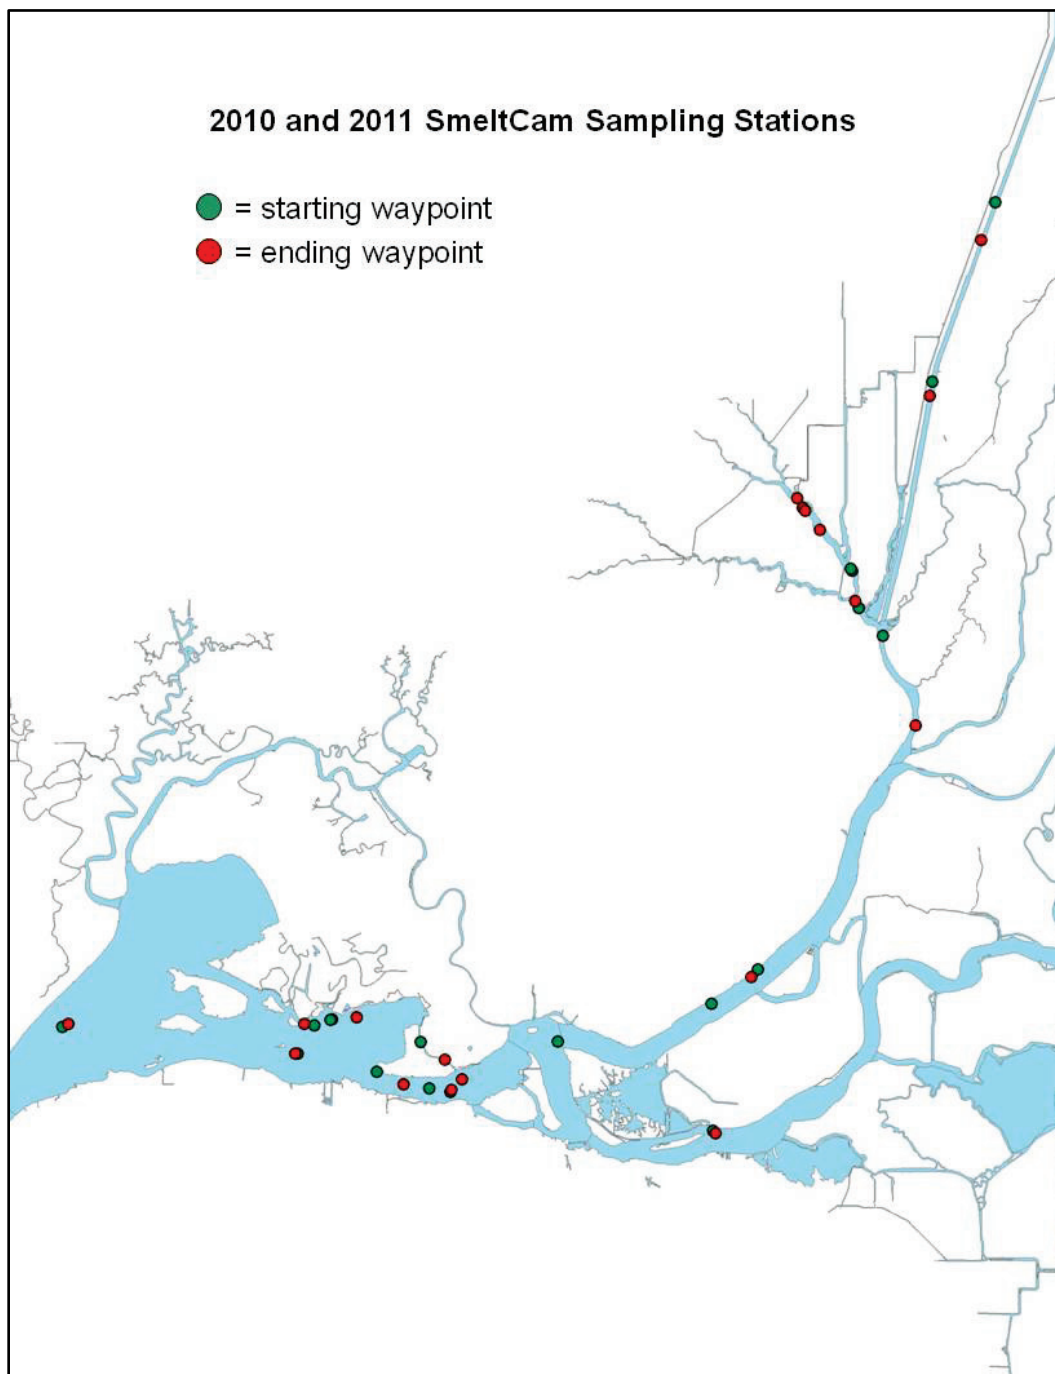 2010 and 2011 SmeltCam Sampling Stations
= starting waypoint
= ending waypoint